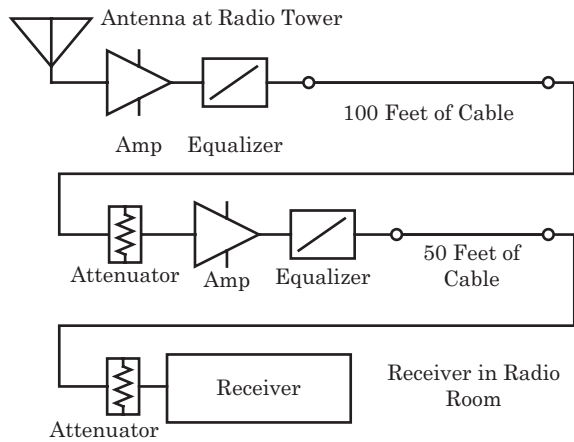 Antenna at Radio Tower
100 Feet of Cable
Amp
Equalizer
50 Feet of
Cable
Attenuator
Amp
Equalizer
Receiver
Receiver in Radio
Room
Attenuator